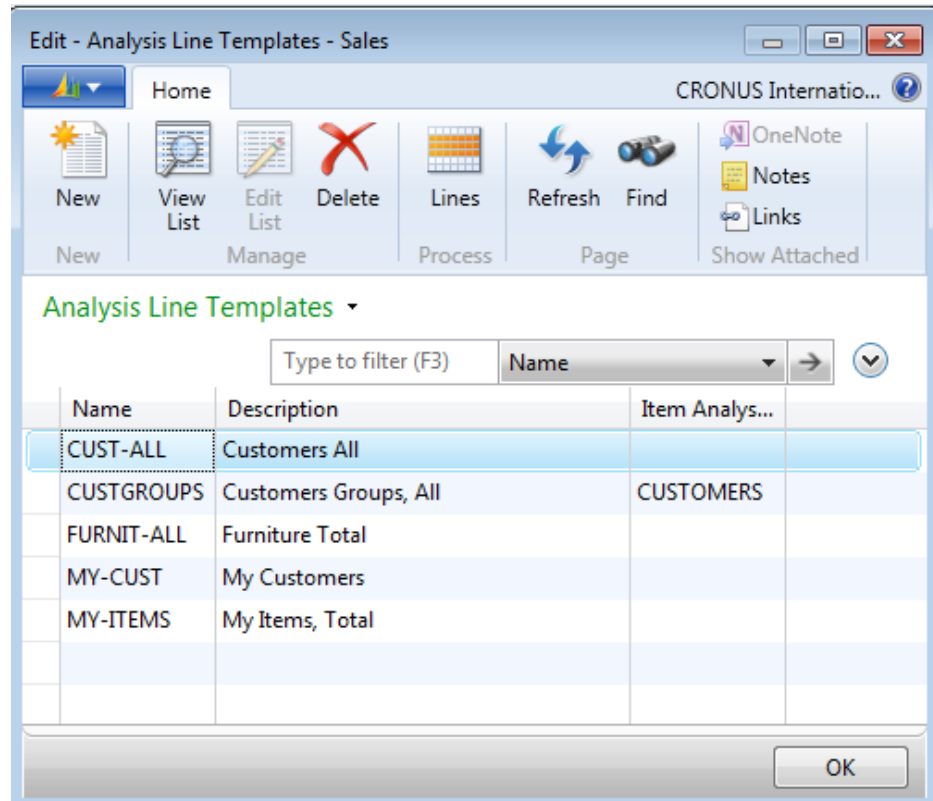 Edit - Analysis Line Templates - Sales
Home
CRONUS Internatio...
New
View List
Edit List
Delete
Lines
Refresh
Find
OneNote
Notes
Links
New
Manage
Process
Page
Show Attached
Analysis Line Templates
Type to filter (F3)
Name
Name Description Item Analys...
CUST-ALL Customers All
CUSTGROUPS Customers Groups, All CUSTOMERS
FURNIT-ALL Furniture Total
MY-CUST My Customers
MY-ITEMS My Items, Total
OK